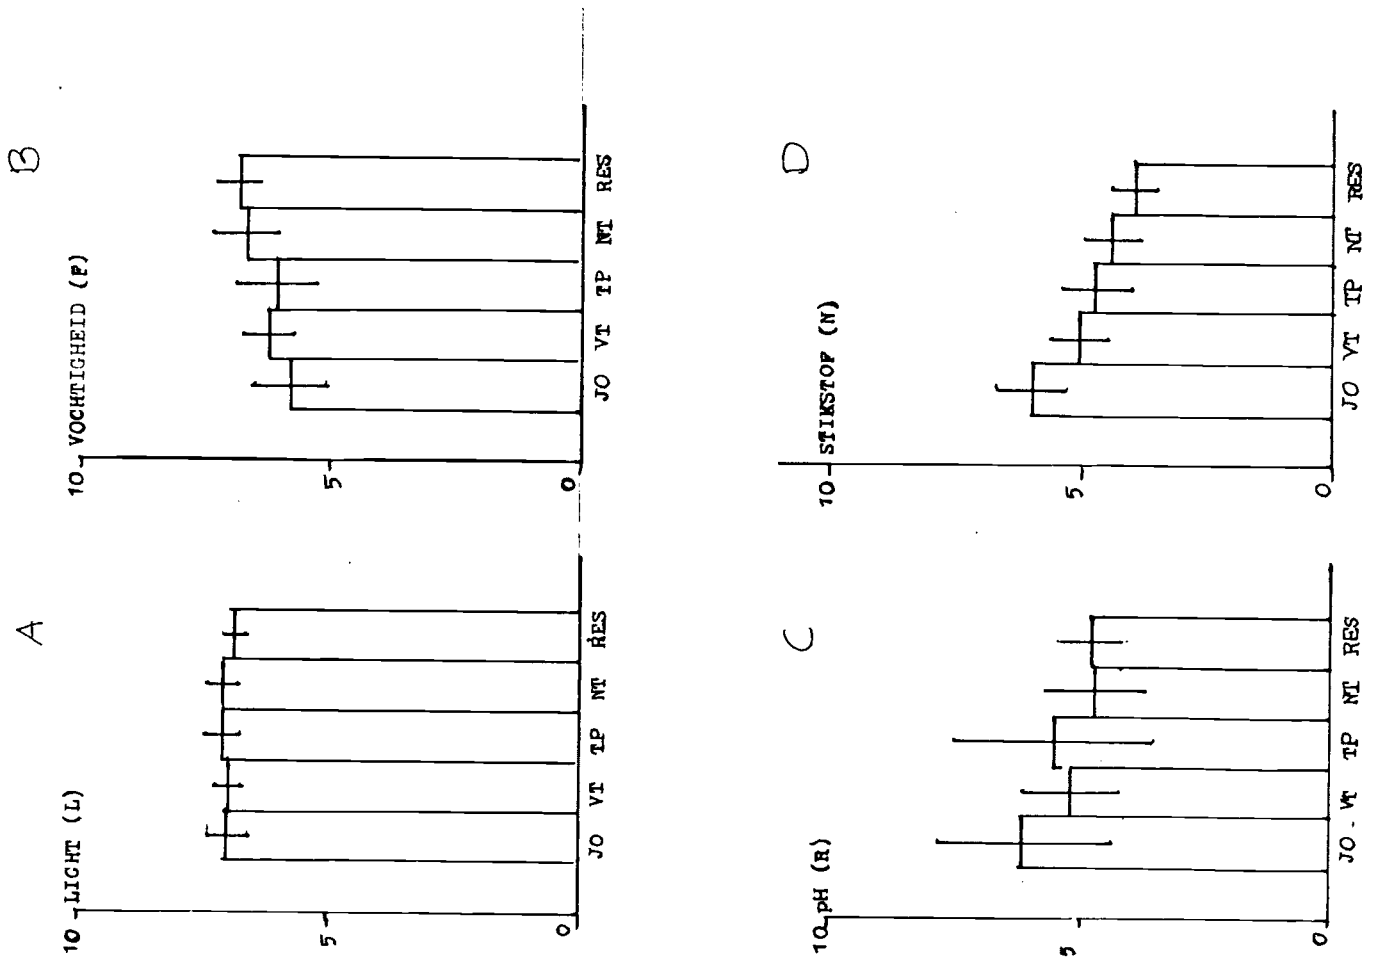 A
10 LICHT (L)
5
0
JO VT TP NT RES
B
10 VOCHTIGHEID (F)
5
0
JO VT TP NT RES
C
10 pH (R)
5
0
JO VT TP NT RES
D
10 STIKSTOF (N)
5
0
JO VT TP NT RES